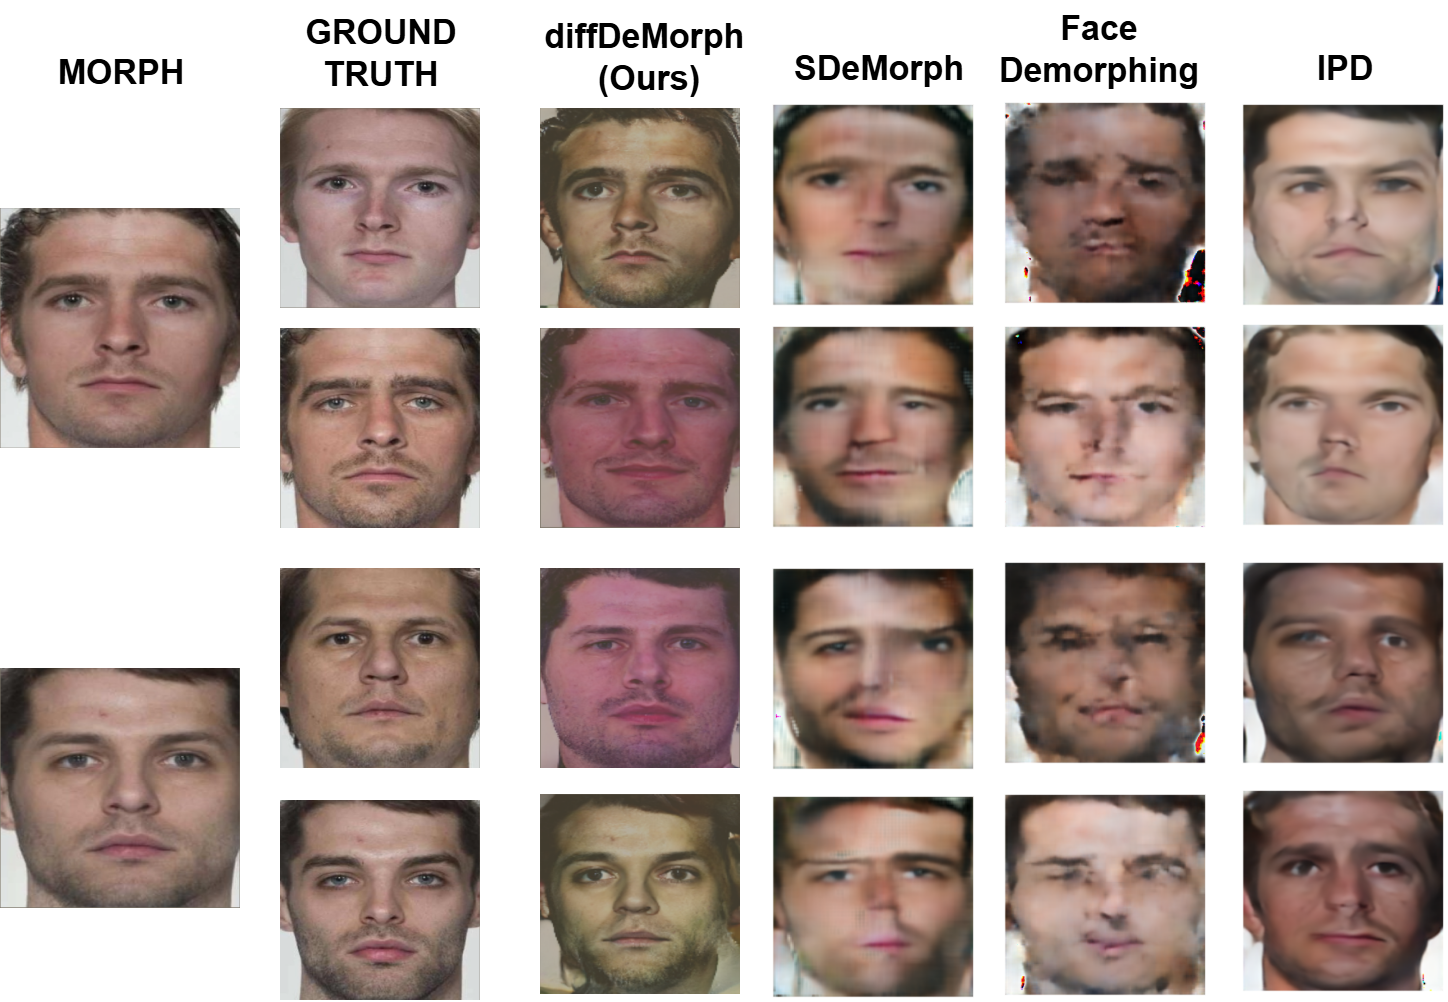 MORPH
GROUND
TRUTH
diffDeMorph
(Ours)
SDeMorph
Face
Demorphing
IPD